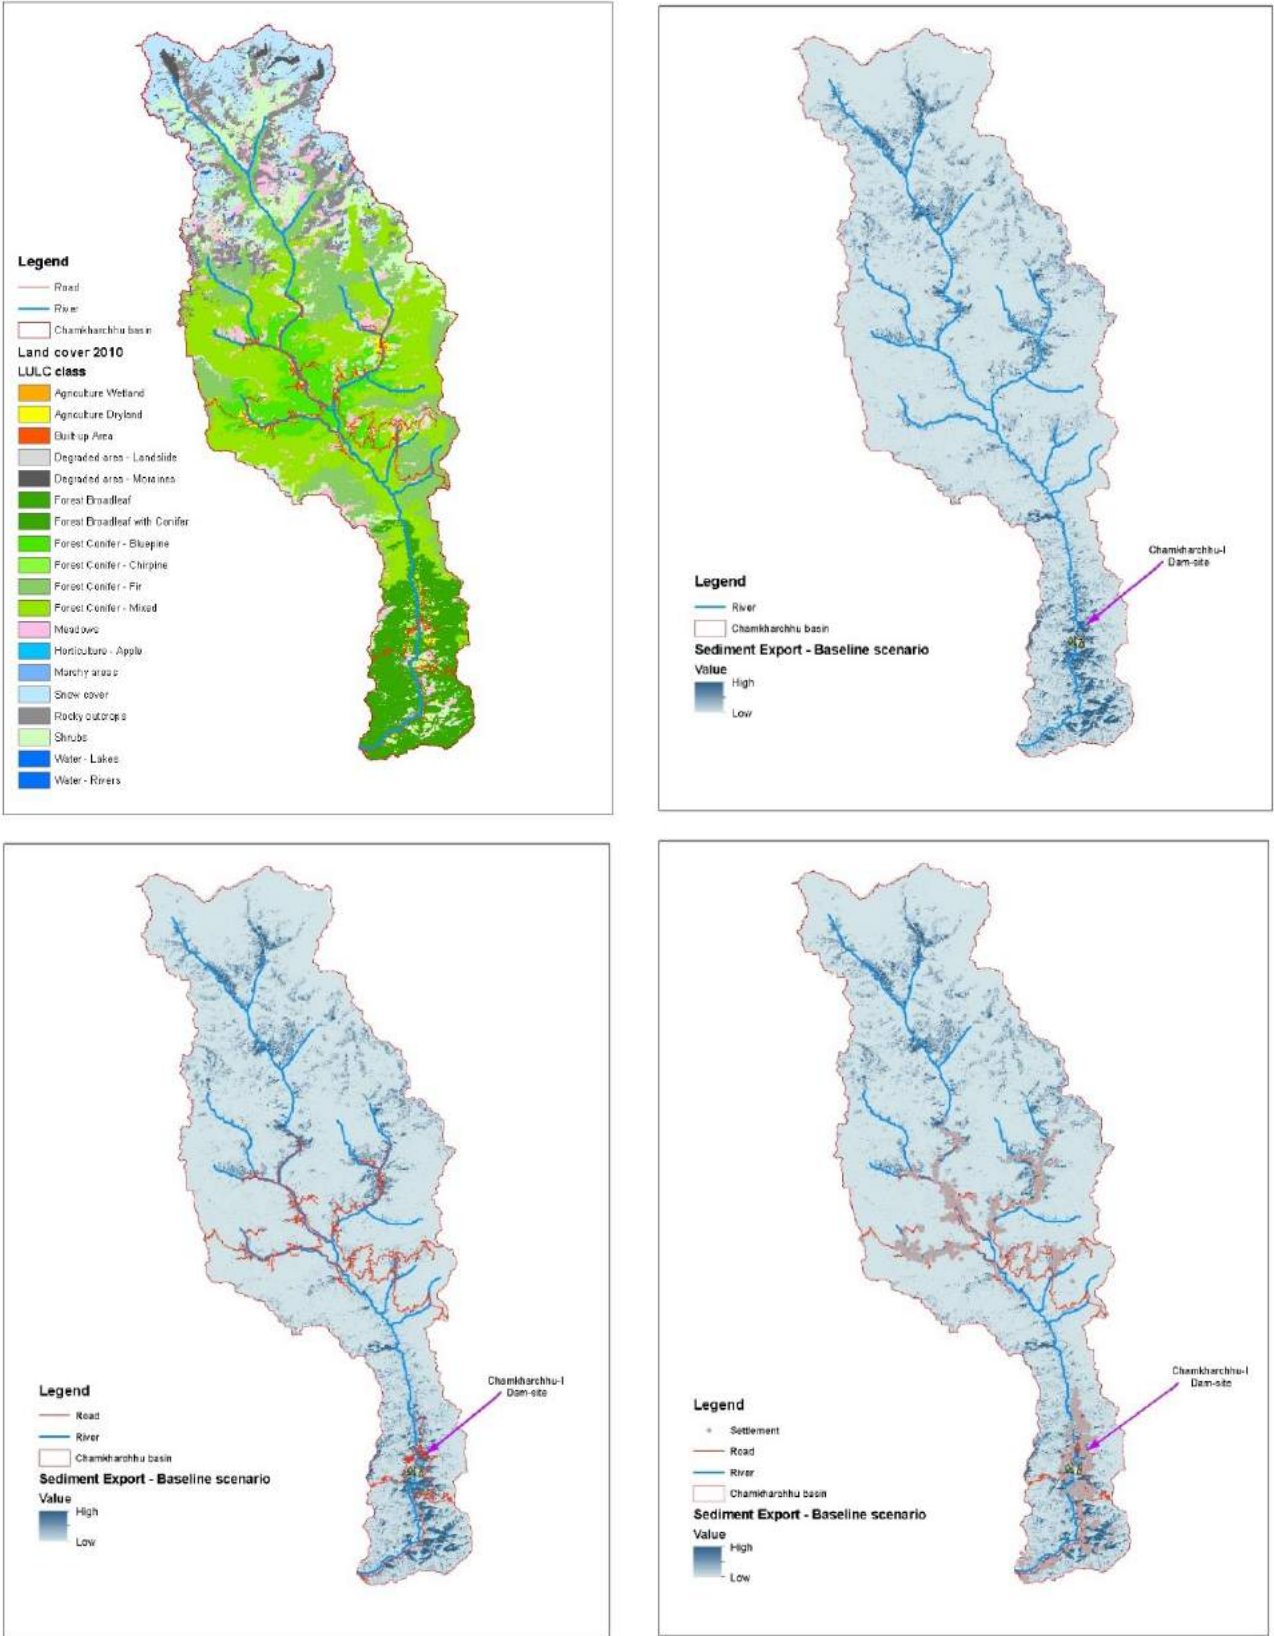 Legend
Road
River
Chamkharchhu basin
Land cover 2010
LULC class
Agriculture Wetland
Agriculture Dryland
Built-up Area
Degraded area - Landslide
Degraded area - Moraines
Forest Broadleaf
Forest Broadleaf with Conifer
Forest Conifer - Bluepine
Forest Conifer - Chirpine
Forest Conifer - Fir
Forest Conifer - Mixed
Meadows
Horticulture - Apple
Marshy areas
Snow cover
Rocky outcrops
Shrubs
Water - Lakes
Water - Rivers
Chamkharchhu-I
Dam-site
Legend
River
Chamkharchhu basin
Sediment Export - Baseline scenario
Value
High
Low
Chamkharchhu-I
Dam-site
Legend
Road
River
Chamkharchhu basin
Sediment Export - Baseline scenario
Value
High
Low
Chamkharchhu-I
Dam-site
Legend
Settlement
Road
River
Chamkharchhu basin
Sediment Export - Baseline scenario
Value
High
Low